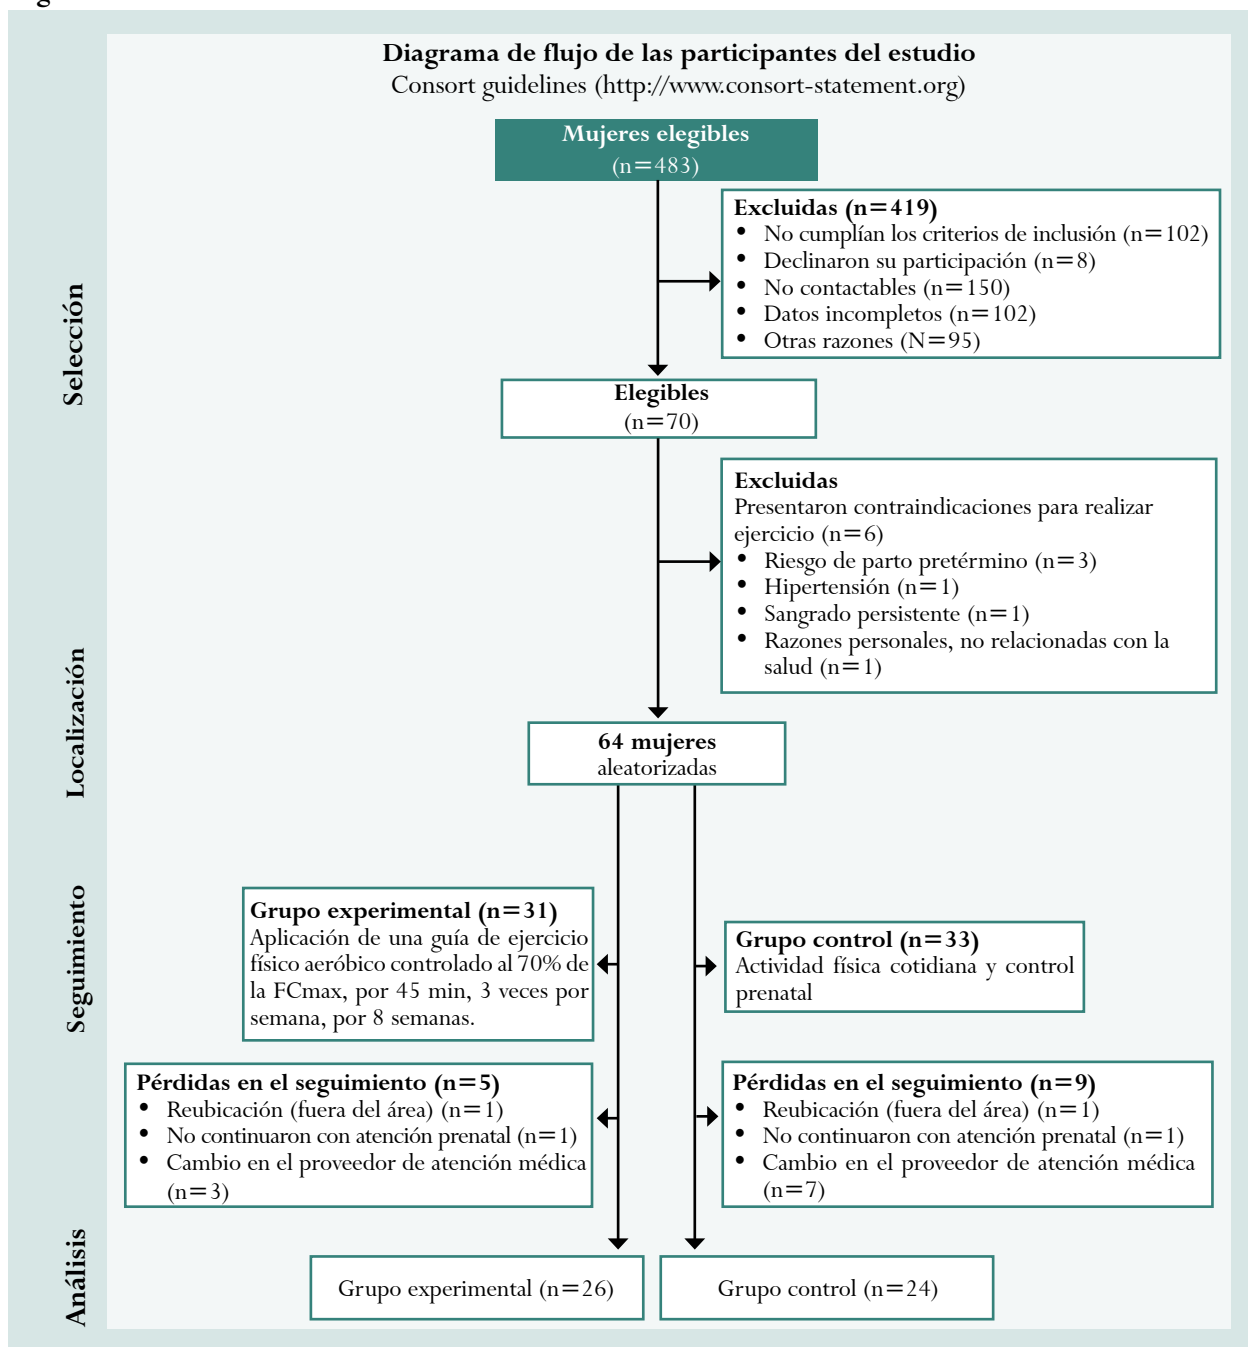 Diagrama de flujo de las participantes del estudio
Consort guidelines (http://www.consort-statement.org)
Mujeres elegibles
(n=483)
Excluidas (n=419)
• No cumplían los criterios de inclusión (n=102)
• Declinaron su participación (n=8)
• No contactables (n=150)
• Datos incompletos (n=102)
• Otras razones (N=95)
Selección
Elegibles
(n=70)
Excluidas
Presentaron contraindicaciones para realizar
ejercicio (n=6)
• Riesgo de parto pretérmino (n=3)
• Hipertensión (n=1)
• Sangrado persistente (n=1)
• Razones personales, no relacionadas con la
salud (n=1)
Localización
64 mujeres
aleatorizadas
Seguimiento
Grupo experimental (n=31)
Aplicación de una guía de ejercicio
físico aeróbico controlado al 70% de
la FCmax, por 45 min, 3 veces por
semana, por 8 semanas.
Grupo control (n=33)
Actividad física cotidiana y control
prenatal
Pérdidas en el seguimiento (n=5)
• Reubicación (fuera del área) (n=1)
• No continuaron con atención prenatal (n=1)
• Cambio en el proveedor de atención médica
(n=3)
Pérdidas en el seguimiento (n=9)
• Reubicación (fuera del área) (n=1)
• No continuaron con atención prenatal (n=1)
• Cambio en el proveedor de atención médica
(n=7)
Análisis
Grupo experimental (n=26)
Grupo control (n=24)